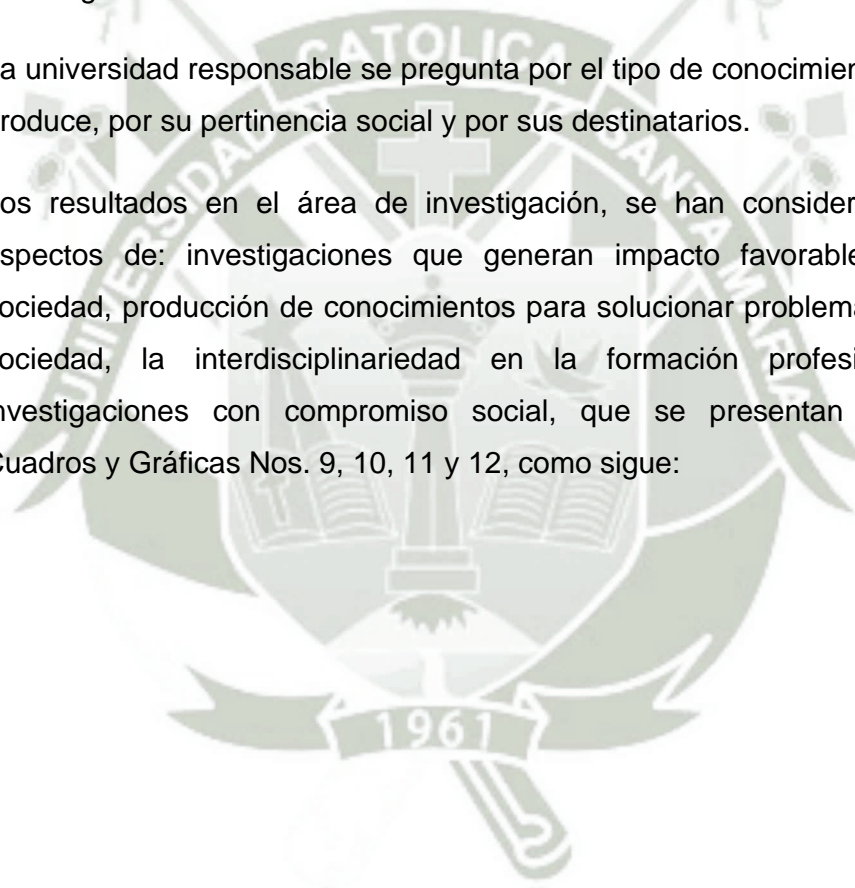 a universidad responsable se pregunta por el tipo de conocimien
roduce, por su pertinencia social y por sus destinatarios.
os resultados en el área de investigación, se han consider
spectos de: investigaciones que generan impacto favorable
ociedad, producción de conocimientos para solucionar problema
ociedad, la interdisciplinariedad en la formación profesi
nvestigaciones con compromiso social, que se presentan
Cuadros y Gráficas Nos. 9, 10, 11 y 12, como sigue:
UNIVERSIDAD CATOLICA SANTA MARIA
1961